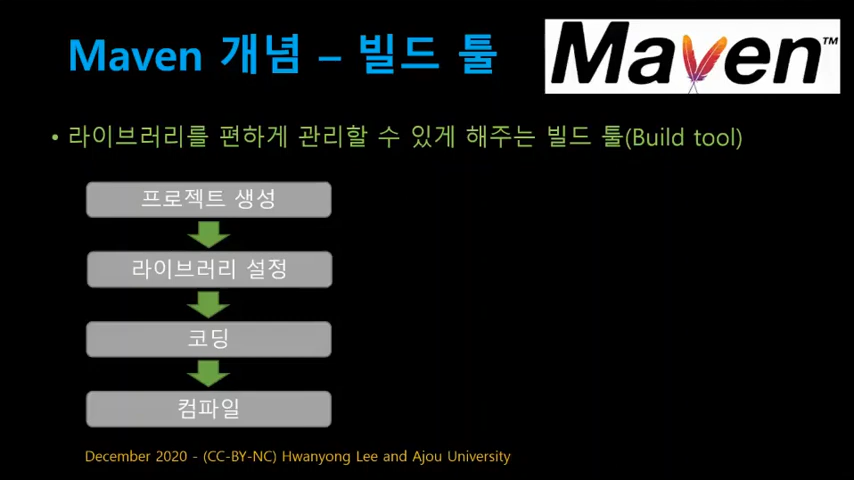 Maven 개념 – 빌드 툴
Maven™
• 라이브러리를 편하게 관리할 수 있게 해주는 빌드 툴(Build tool)
프로젝트 생성
라이브러리 설정
코딩
컴파일
December 2020 - (CC-BY-NC) Hwanyong Lee and Ajou University